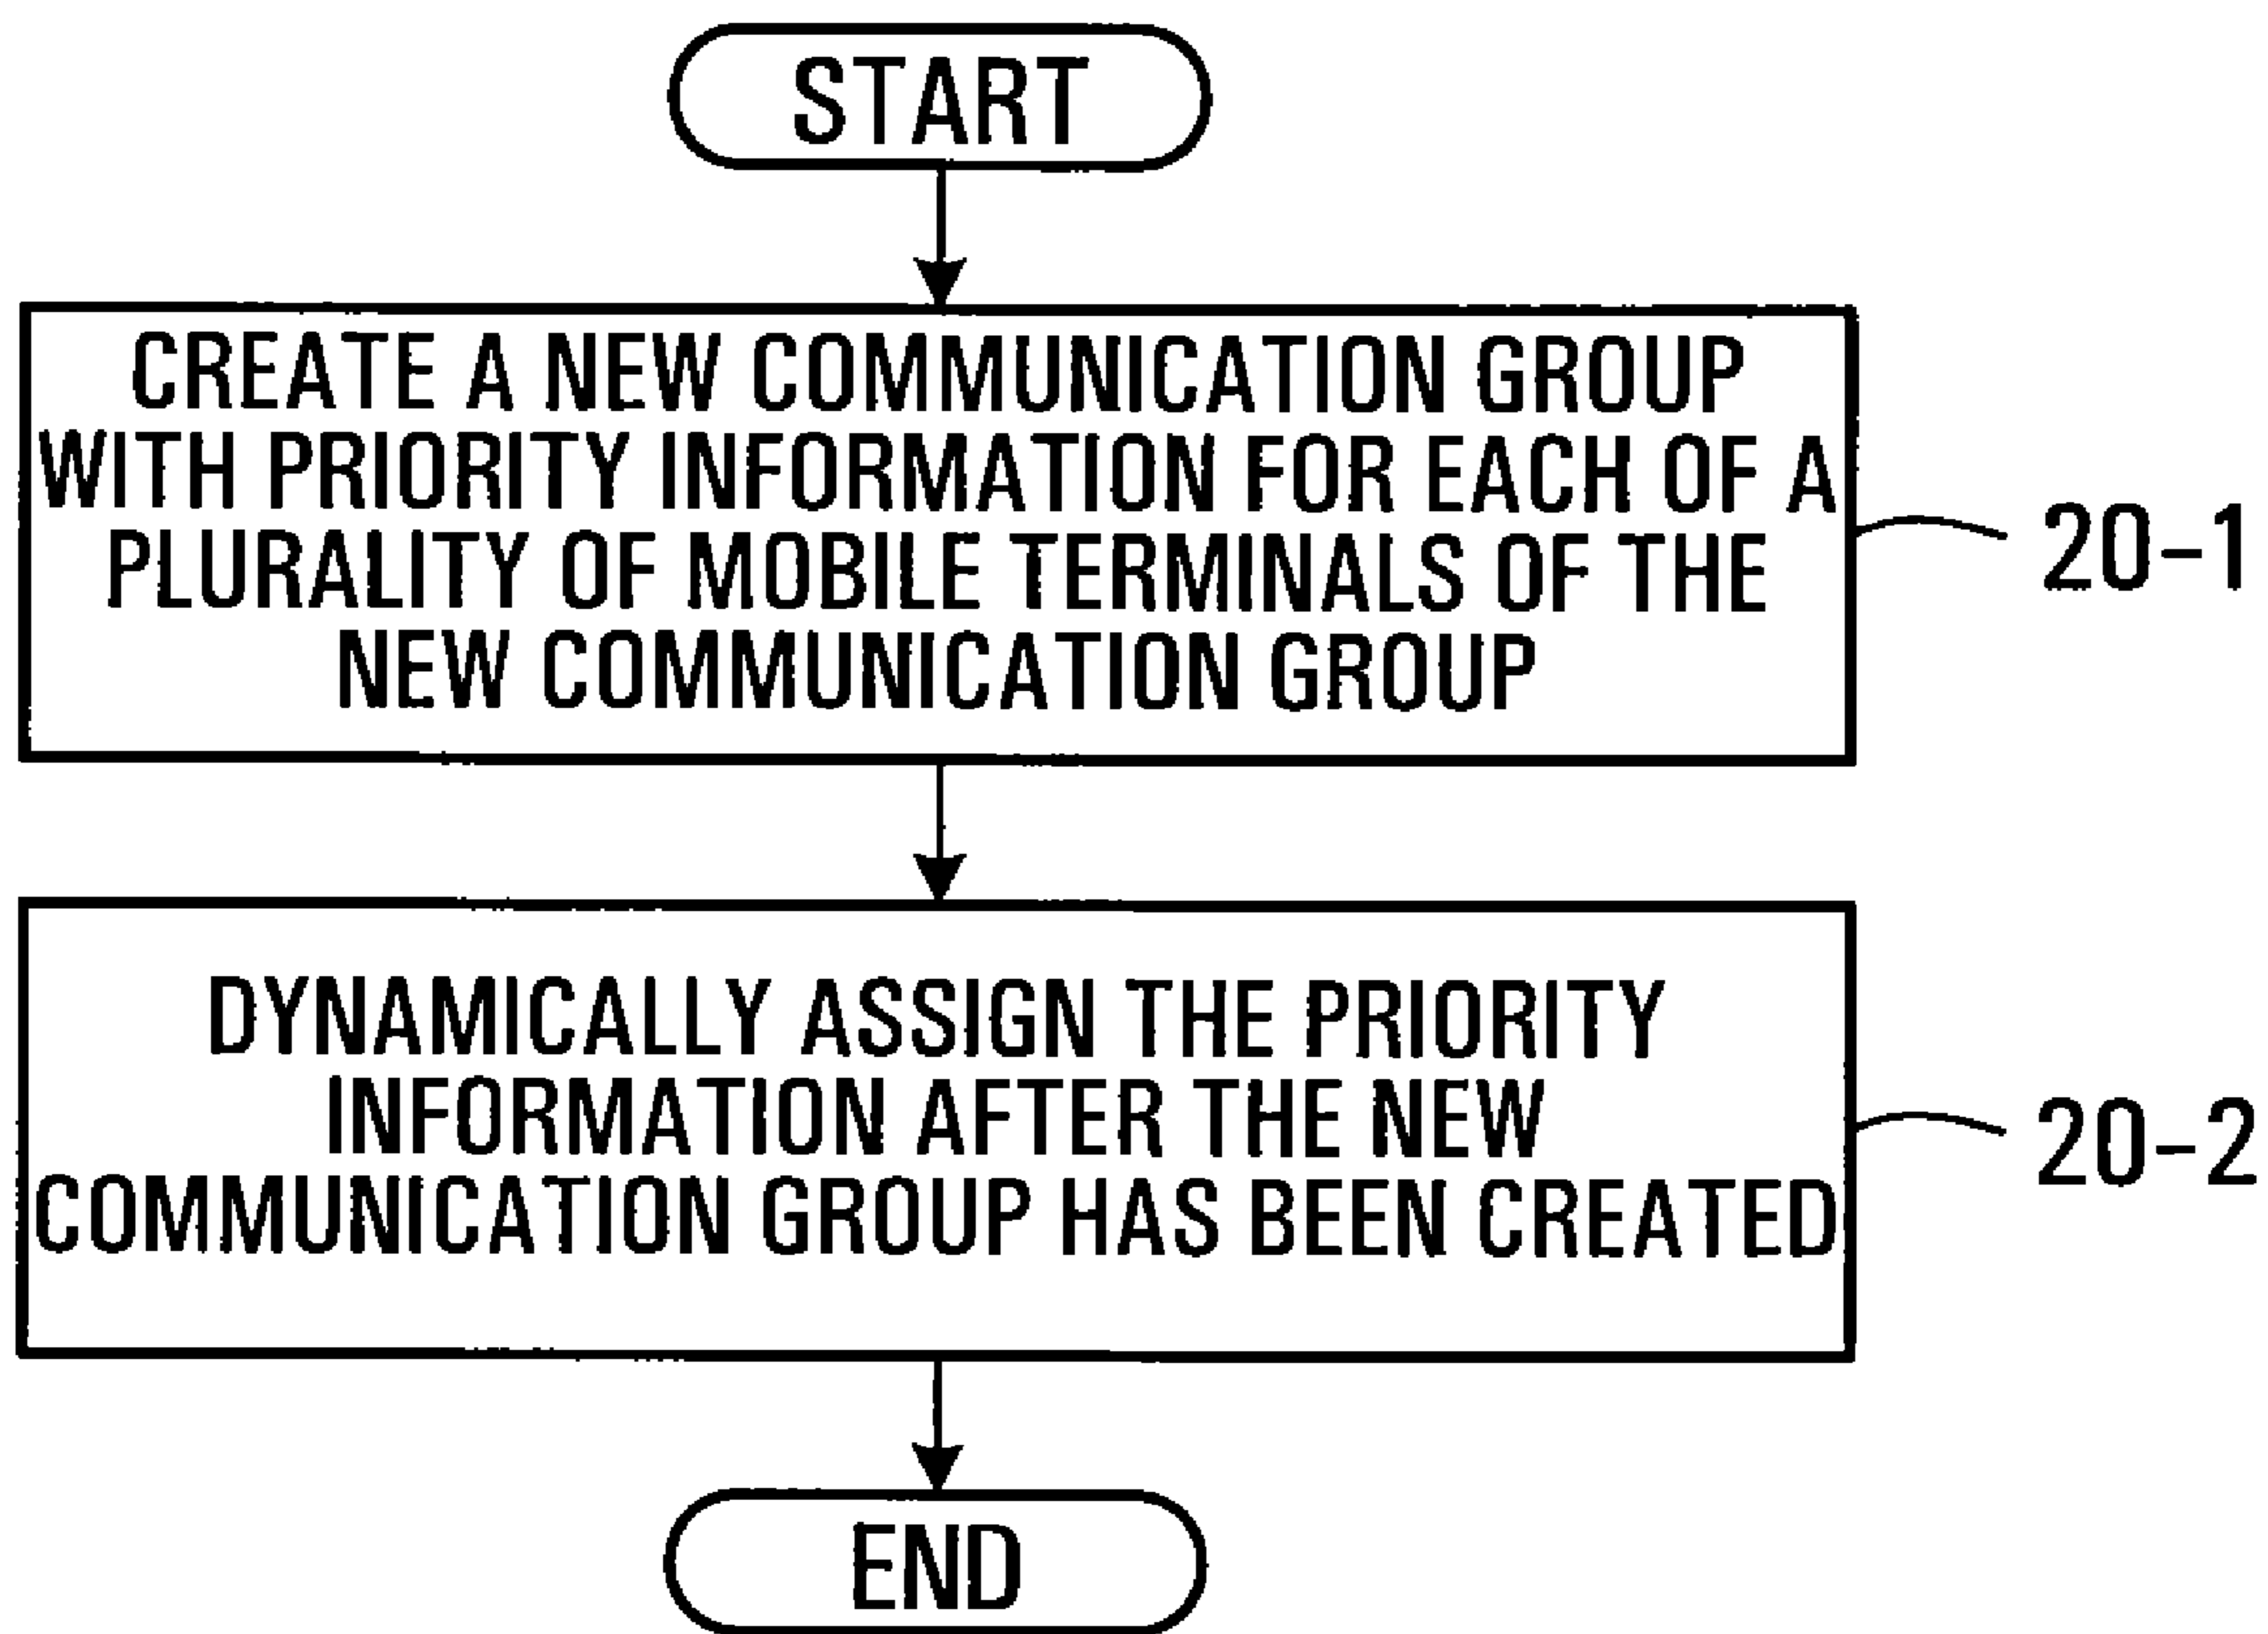 START
CREATE A NEW COMMUNICATION GROUP
WITH PRIORITY INFORMATION FOR EACH OF A
PLURALITY OF MOBILE TERMINALS OF THE
NEW COMMUNICATION GROUP
20-1
DYNAMICALLY ASSIGN THE PRIORITY
INFORMATION AFTER THE NEW
COMMUNICATION GROUP HAS BEEN CREATED
20-2
END